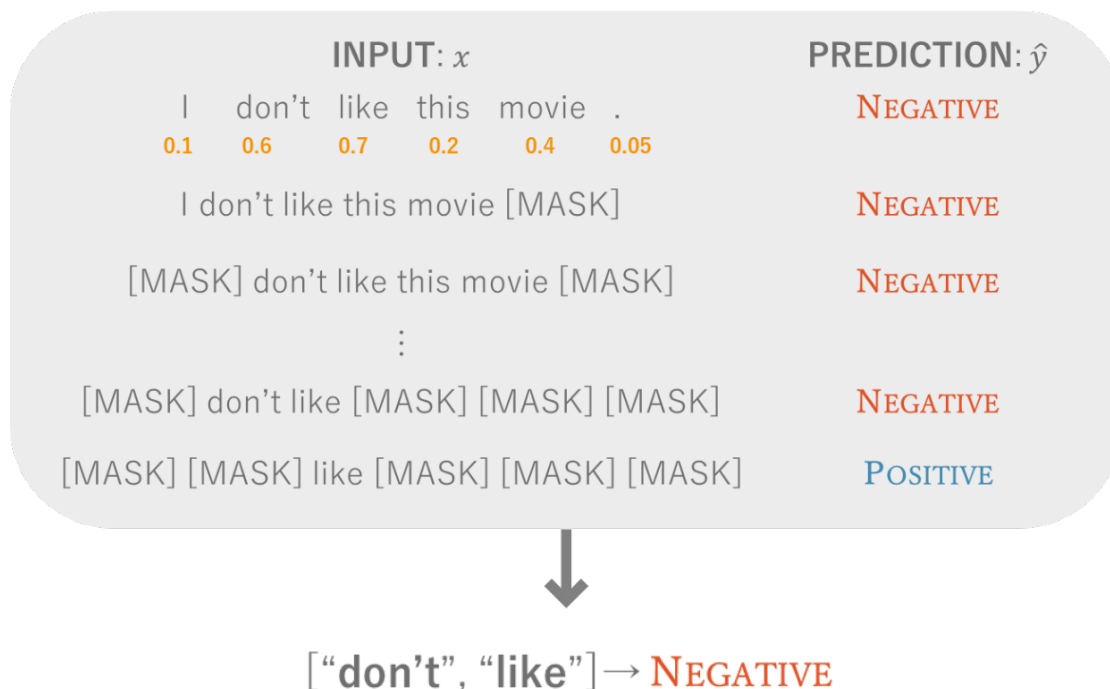 INPUT: x PREDICTION: ŷ
I don’t like this movie . NEGATIVE
0.1 0.6 0.7 0.2 0.4 0.05
I don’t like this movie [MASK] NEGATIVE
[MASK] don’t like this movie [MASK] NEGATIVE
⋮
[MASK] don’t like [MASK] [MASK] [MASK] NEGATIVE
[MASK] [MASK] like [MASK] [MASK] [MASK] POSITIVE
[“don’t”, “like”]→ NEGATIVE